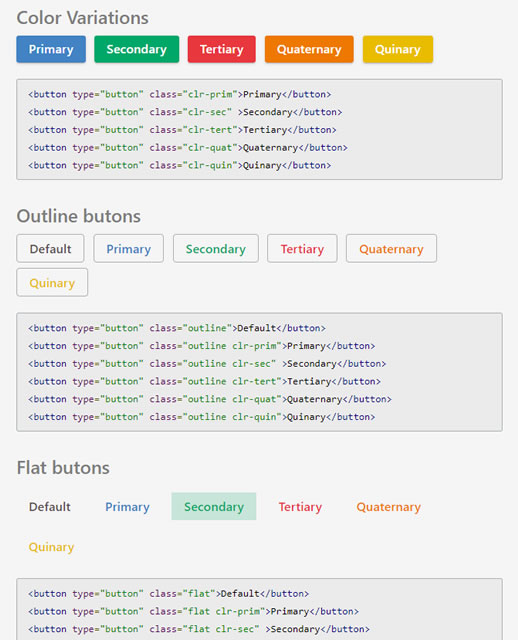 Color Variations
Primary Secondary Tertiary Quaternary Quinary
<button type="button" class="clr-prim">Primary</button>
<button type="button" class="clr-sec" >Secondary</button>
<button type="button" class="clr-tert">Tertiary</button>
<button type="button" class="clr-quat">Quaternary</button>
<button type="button" class="clr-quin">Quinary</button>
Outline butons
Default Primary Secondary Tertiary Quaternary
Quinary
<button type="button" class="outline">Default</button>
<button type="button" class="outline clr-prim">Primary</button>
<button type="button" class="outline clr-sec" >Secondary</button>
<button type="button" class="outline clr-tert">Tertiary</button>
<button type="button" class="outline clr-quat">Quaternary</button>
<button type="button" class="outline clr-quin">Quinary</button>
Flat butons
Default Primary Secondary Tertiary Quaternary
Quinary
<button type="button" class="flat">Default</button>
<button type="button" class="flat clr-prim">Primary</button>
<button type="button" class="flat clr-sec" >Secondary</button>